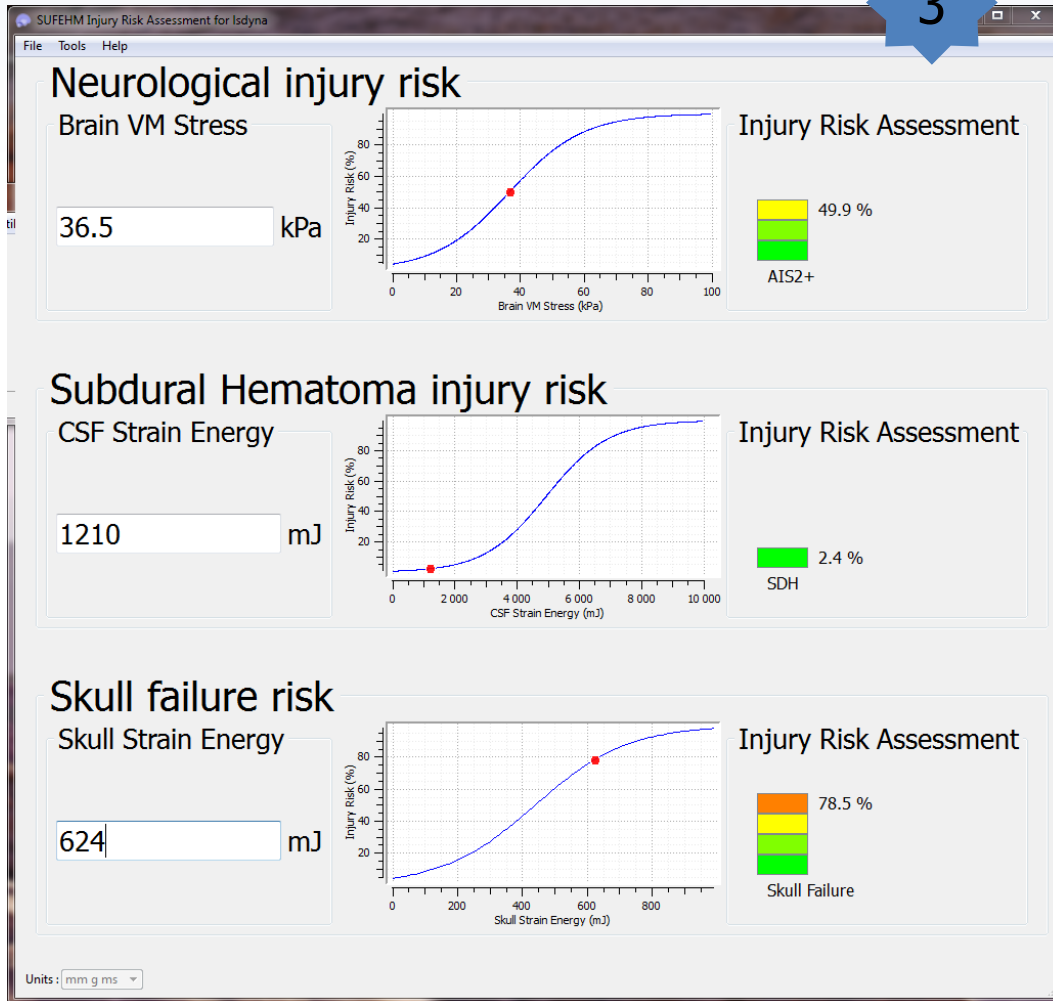 3
SUFEHM Injury Risk Assessment for lsdyna
File Tools Help
Neurological injury risk
Brain VM Stress
36.5 kPa
Injury Risk (%)
80
60
40
20
0 20 40 60 80 100
Brain VM Stress (kPa)
Injury Risk Assessment
49.9 %
AIS2+
Subdural Hematoma injury risk
CSF Strain Energy
1210 mJ
Injury Risk (%)
80
60
40
20
0 2 000 4 000 6 000 8 000 10 000
CSF Strain Energy (mJ)
Injury Risk Assessment
2.4 %
SDH
Skull failure risk
Skull Strain Energy
624 mJ
Injury Risk (%)
80
60
40
20
0 200 400 600 800
Skull Strain Energy (mJ)
Injury Risk Assessment
78.5 %
Skull Failure
Units : mm g ms